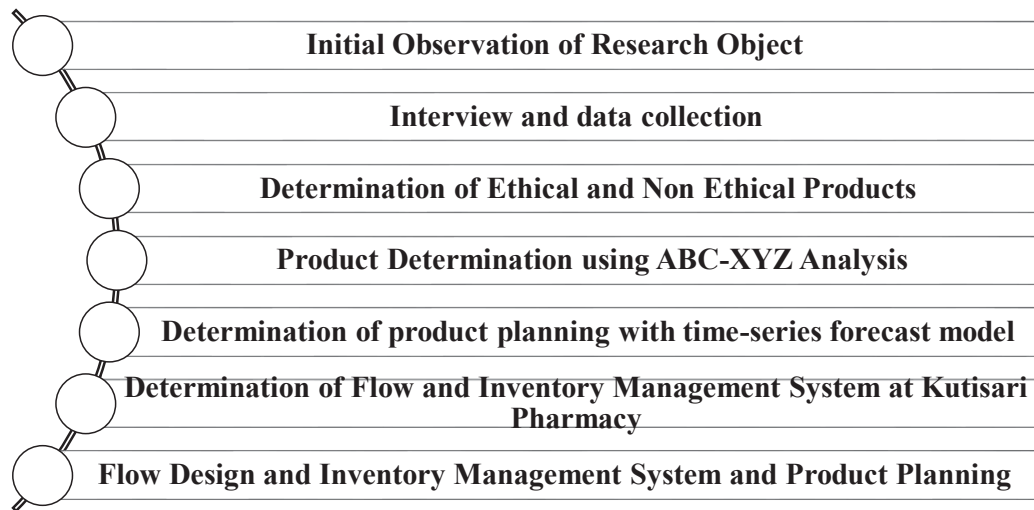 Initial Observation of Research Object
Interview and data collection
Determination of Ethical and Non Ethical Products
Product Determination using ABC-XYZ Analysis
Determination of product planning with time-series forecast model
Determination of Flow and Inventory Management System at Kutisari
Pharmacy
Flow Design and Inventory Management System and Product Planning